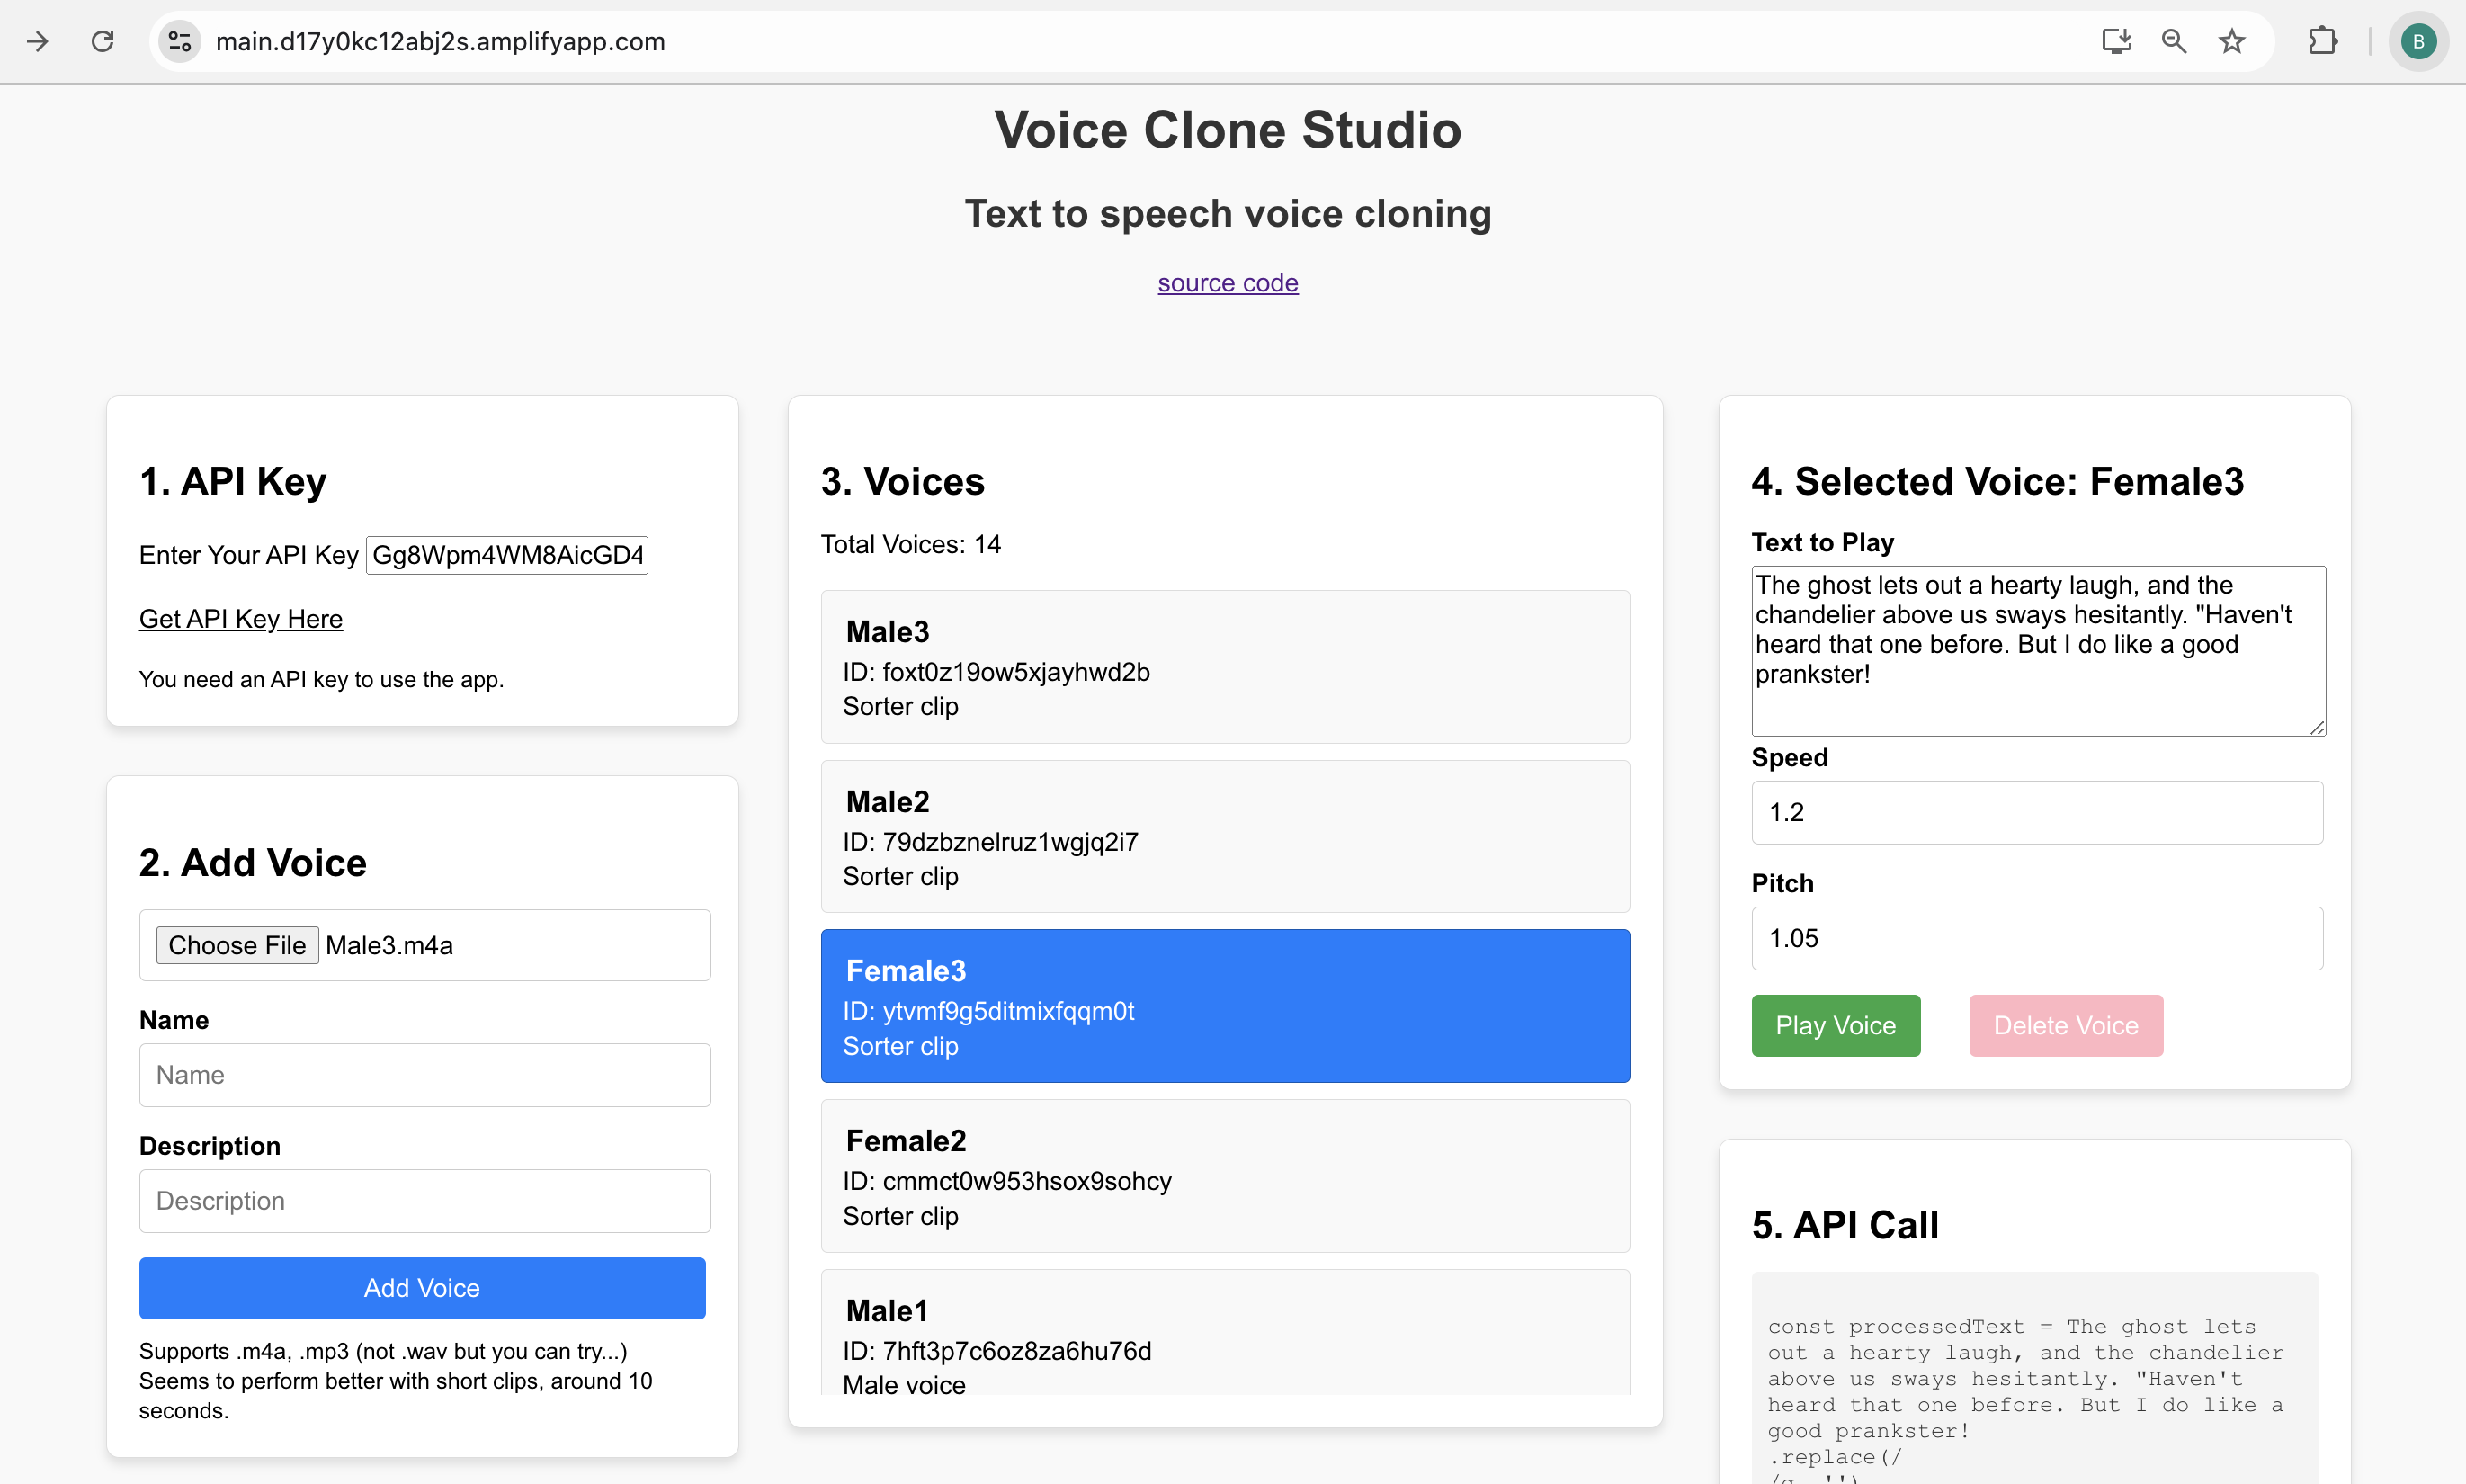 main.d17y0kc12abj2s.amplifyapp.com
B
Voice Clone Studio
Text to speech voice cloning
source code
1. API Key
Enter Your API Key Gg8Wpm4WM8AicGD4
Get API Key Here
You need an API key to use the app.
2. Add Voice
Choose File Male3.m4a
Name
Name
Description
Description
Add Voice
Supports .m4a, .mp3 (not .wav but you can try...)
Seems to perform better with short clips, around 10
seconds.
3. Voices
Total Voices: 14
Male3
ID: foxt0z19ow5xjayhwd2b
Sorter clip
Male2
ID: 79dzbznelruz1wgjq2i7
Sorter clip
Female3
ID: ytvmf9g5ditmixfqqm0t
Sorter clip
Female2
ID: cmmct0w953hsox9sohcy
Sorter clip
Male1
ID: 7hft3p7c6oz8za6hu76d
Male voice
4. Selected Voice: Female3
Text to Play
The ghost lets out a hearty laugh, and the
chandelier above us sways hesitantly. "Haven't
heard that one before. But I do like a good
prankster!
Speed
1.2
Pitch
1.05
Play Voice
Delete Voice
5. API Call
const processedText = The ghost lets
out a hearty laugh, and the chandelier
above us sways hesitantly. "Haven't
heard that one before. But I do like a
good prankster!
.replace(/
/g, '')